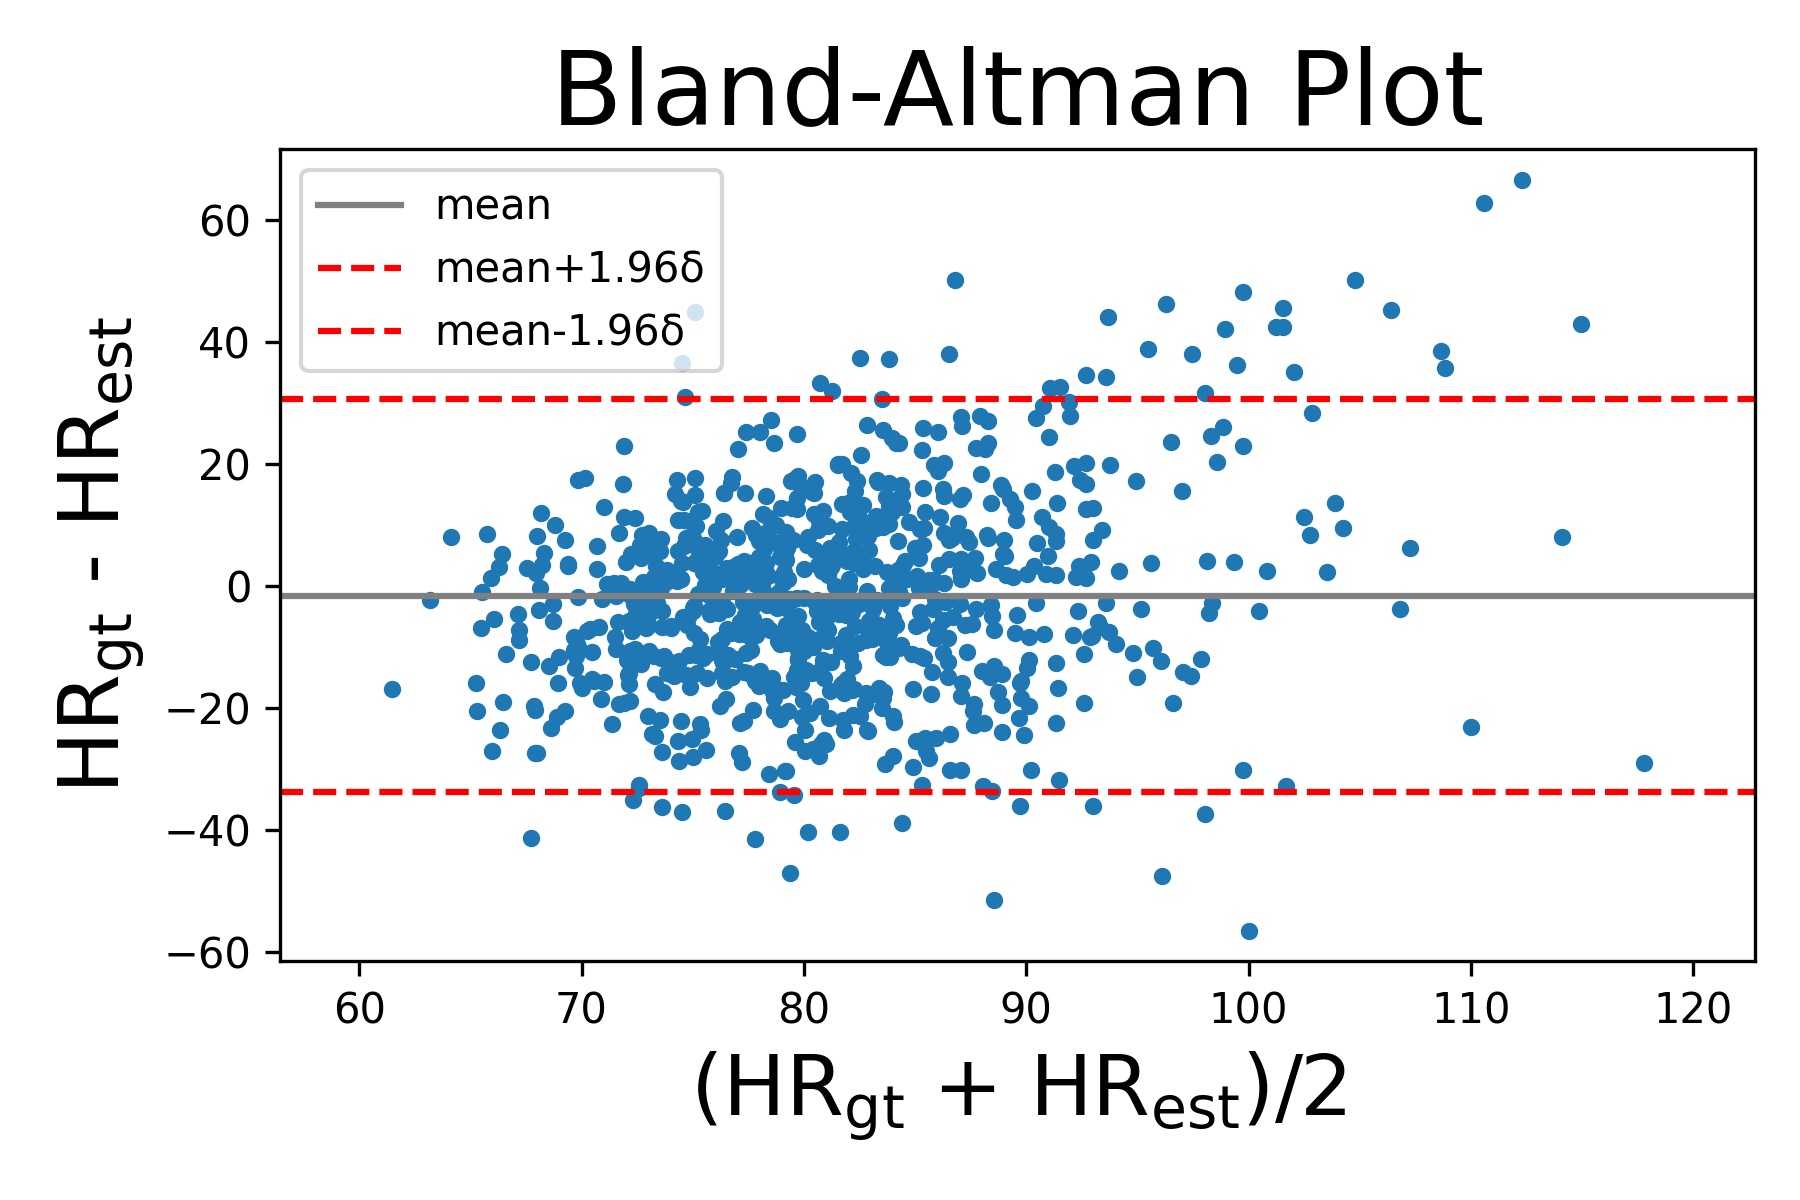 Bland-Altman Plot
mean
mean+1.96δ
mean-1.96δ
HRgt - HRest
60
40
20
0
−20
−40
−60
60 70 80 90 100 110 120
(HRgt + HRest)/2